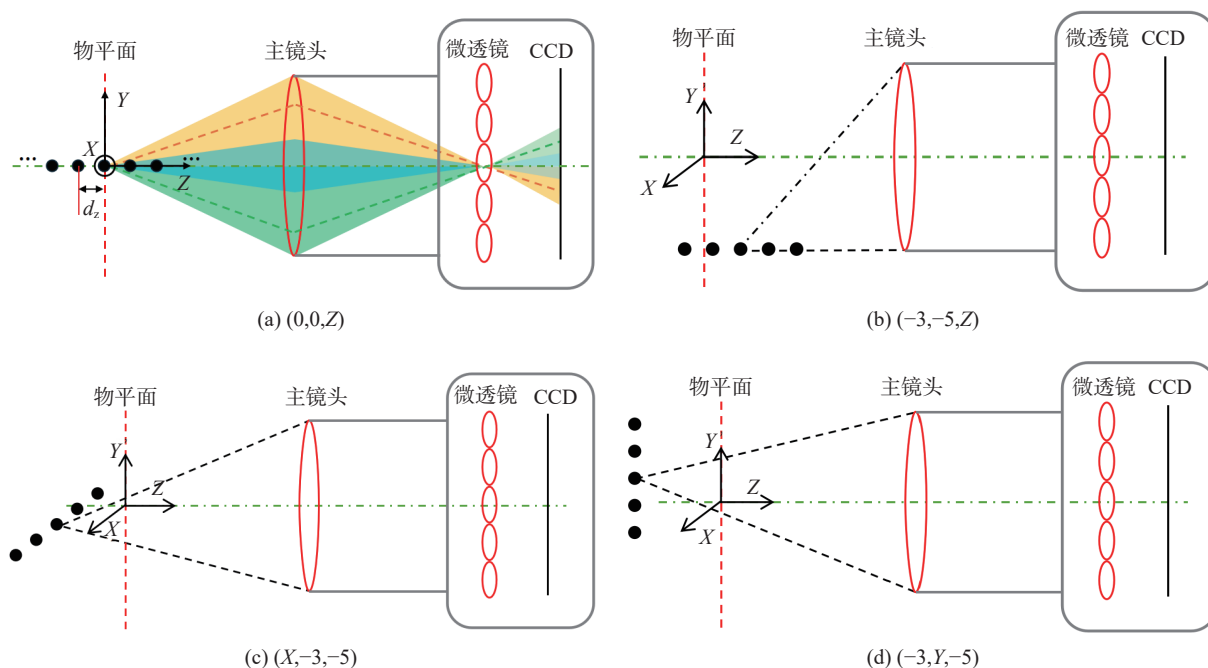 物平面
主镜头
微透镜
CCD
Y
X
Z
...
...
d_z
(a) (0,0,Z)
物平面
主镜头
微透镜
CCD
Y
Z
X
(b) (−3,−5,Z)
物平面
主镜头
微透镜
CCD
Y
Z
X
(c) (X,−3,−5)
物平面
主镜头
微透镜
CCD
Y
Z
X
(d) (−3,Y,−5)